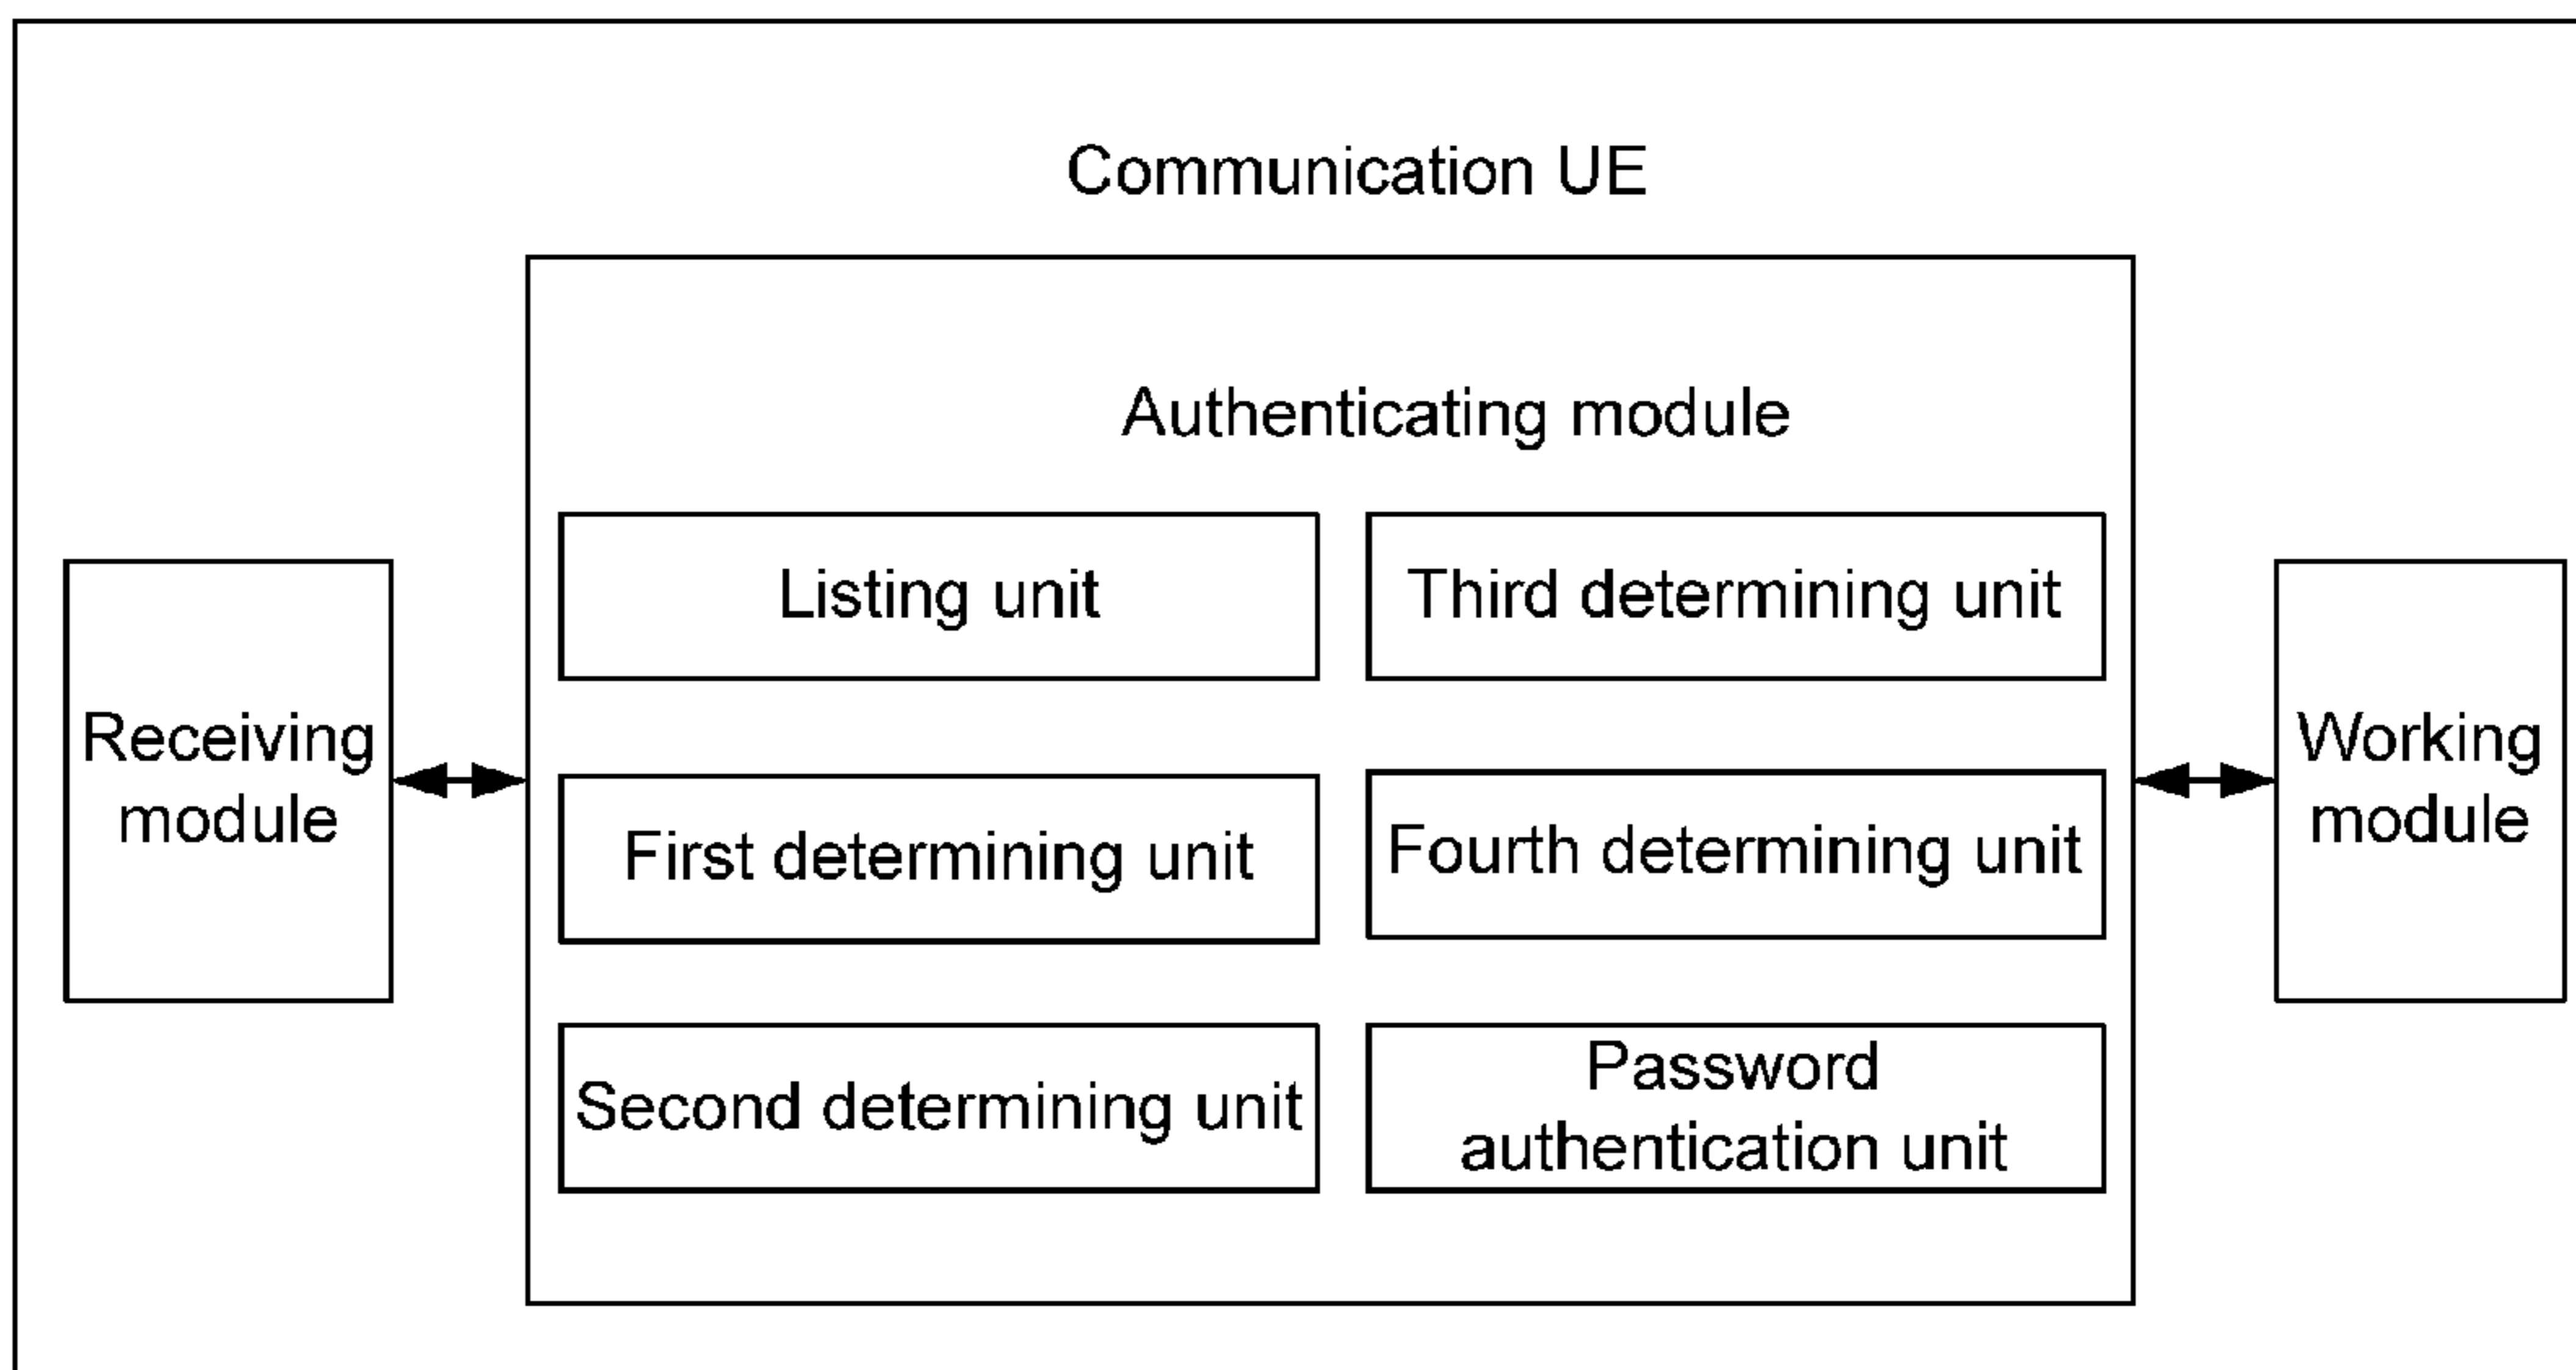 Communication UE
Authenticating module
Receiving
module
Listing unit
Third determining unit
First determining unit
Fourth determining unit
Second determining unit
Password
authentication unit
Working
module